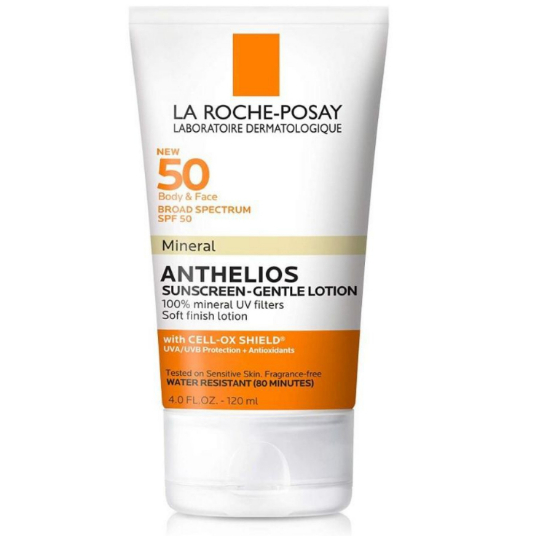 LA ROCHE-POSAY
LABORATOIRE DERMATOLOGIQUE
NEW
50
Body & Face
BROAD SPECTRUM
SPF 50
Mineral
ANTHELIOS
SUNSCREEN-GENTLE LOTION
100% mineral UV filters
Soft finish lotion
with CELL-OX SHIELD®
UVA/UVB Protection + Antioxidants
Tested on Sensitive Skin. Fragrance-free
WATER RESISTANT (80 MINUTES)
4.0 FL.OZ. - 120 ml